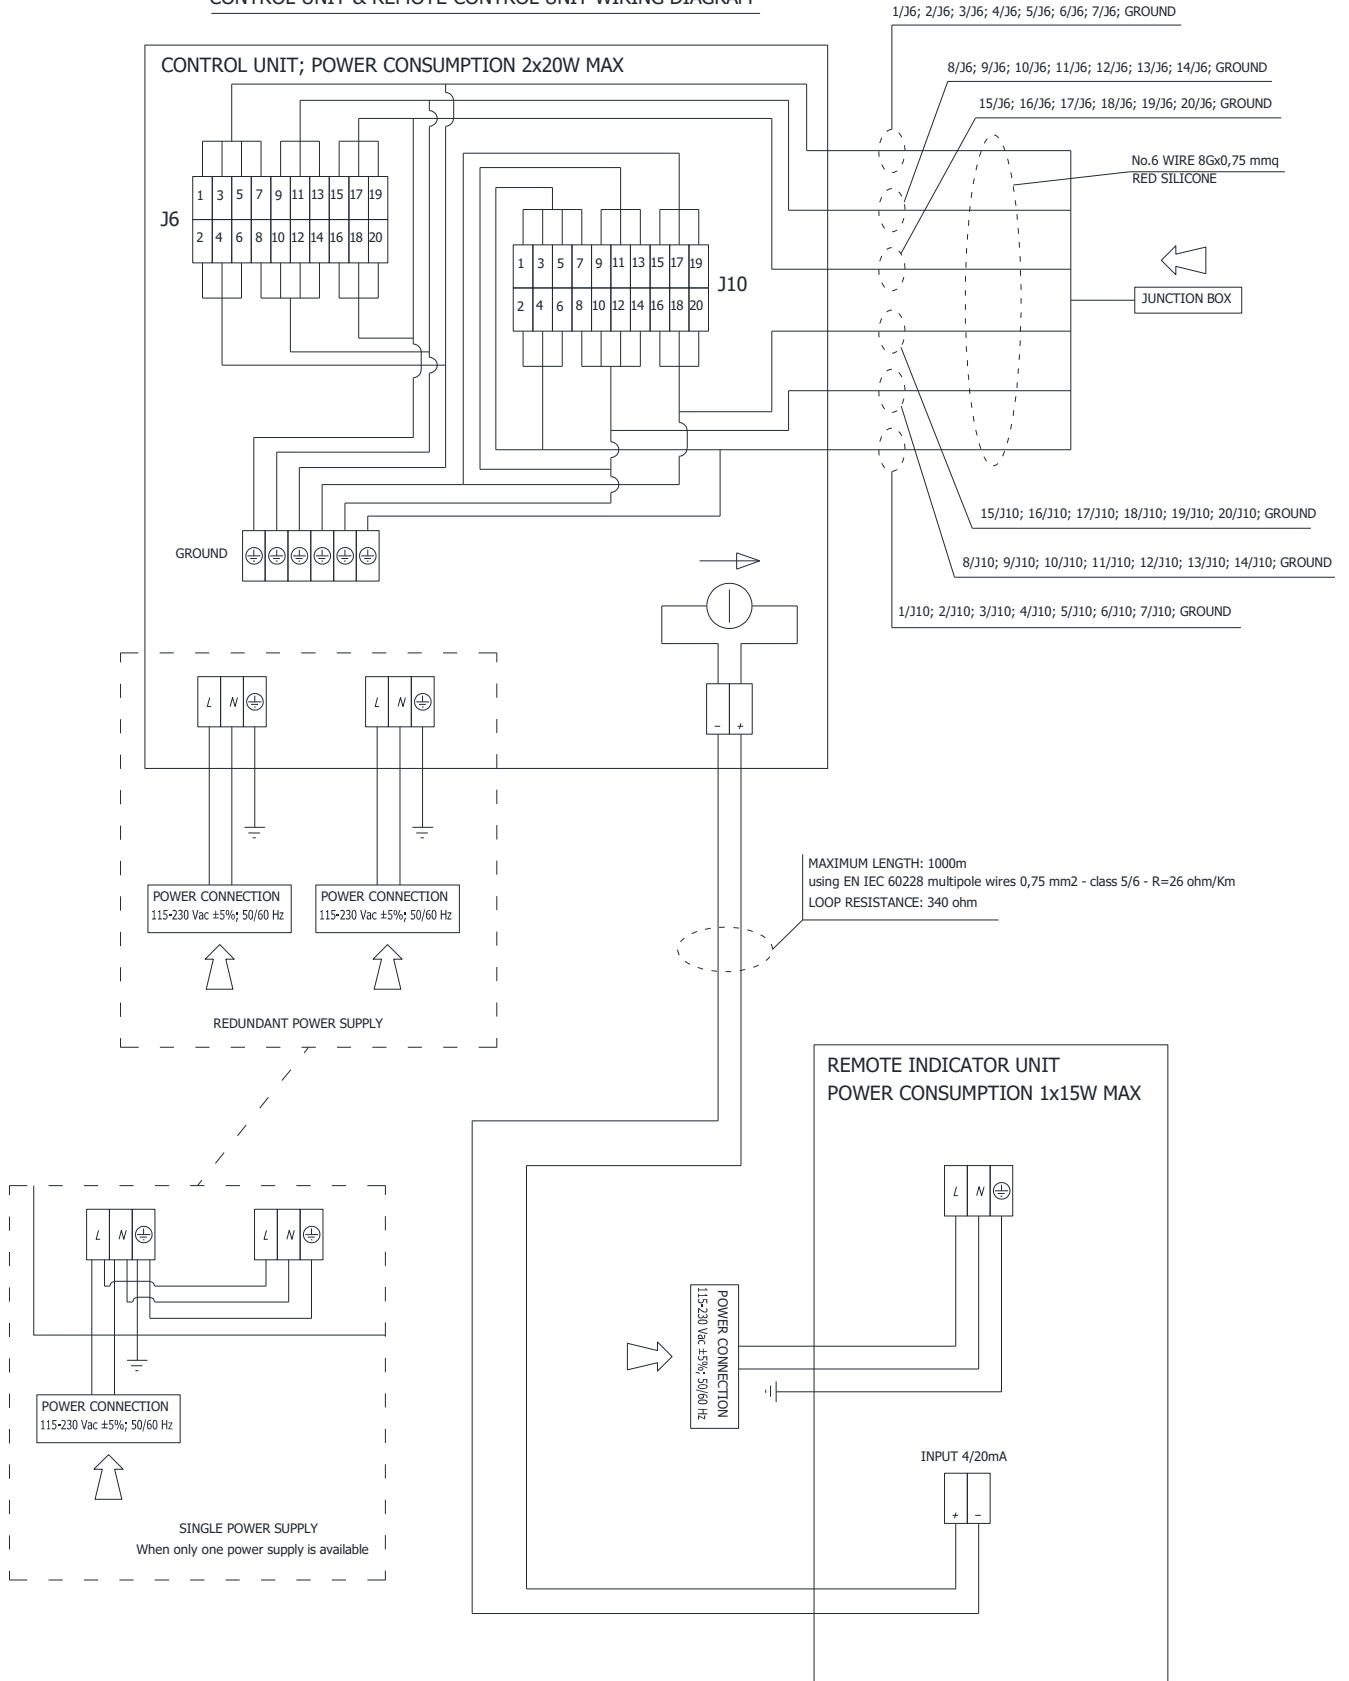 CONTROL UNIT & REMOTE CONTROL UNIT WIRING DIAGRAM
1/J6; 2/J6; 3/J6; 4/J6; 5/J6; 6/J6; 7/J6; GROUND
CONTROL UNIT; POWER CONSUMPTION 2x20W MAX
8/J6; 9/J6; 10/J6; 11/J6; 12/J6; 13/J6; 14/J6; GROUND
15/J6; 16/J6; 17/J6; 18/J6; 19/J6; 20/J6; GROUND
No.6 WIRE 8Gx0,75 mmq
RED SILICONE
1 3 5 7 9 11 13 15 17 19
J6
2 4 6 8 10 12 14 16 18 20
1 3 5 7 9 11 13 15 17 19
J10
2 4 6 8 10 12 14 16 18 20
JUNCTION BOX
15/J10; 16/J10; 17/J10; 18/J10; 19/J10; 20/J10; GROUND
GROUND
8/J10; 9/J10; 10/J10; 11/J10; 12/J10; 13/J10; 14/J10; GROUND
1/J10; 2/J10; 3/J10; 4/J10; 5/J10; 6/J10; 7/J10; GROUND
L N
L N
- +
MAXIMUM LENGTH: 1000m
using EN IEC 60228 multipole wires 0,75 mm2 - class 5/6 - R=26 ohm/Km
LOOP RESISTANCE: 340 ohm
POWER CONNECTION
115-230 Vac ±5%; 50/60 Hz
POWER CONNECTION
115-230 Vac ±5%; 50/60 Hz
REDUNDANT POWER SUPPLY
REMOTE INDICATOR UNIT
POWER CONSUMPTION 1x15W MAX
L N
L N
L N
POWER CONNECTION
115-230 Vac ±5%; 50/60 Hz
POWER CONNECTION
115-230 Vac ±5%; 50/60 Hz
INPUT 4/20mA
+ -
SINGLE POWER SUPPLY
When only one power supply is available